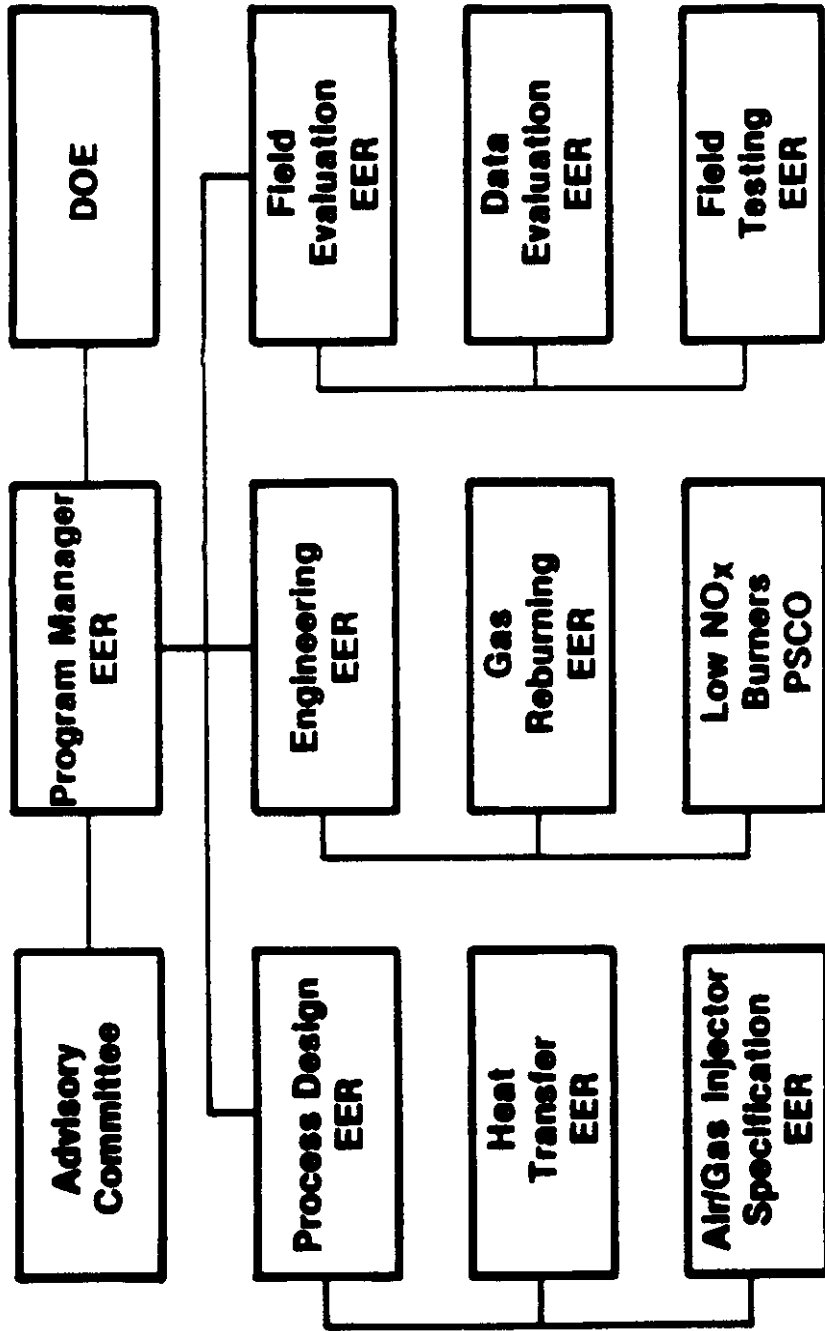 Advisory
Committee
Program Manager
EER
DOE
Process Design
EER
Engineering
EER
Field
Evaluation
EER
Heat
Transfer
EER
Gas
Reburning
EER
Data
Evaluation
EER
Air/Gas Injector
Specification
EER
Low NOx
Burners
PSCO
Field
Testing
EER